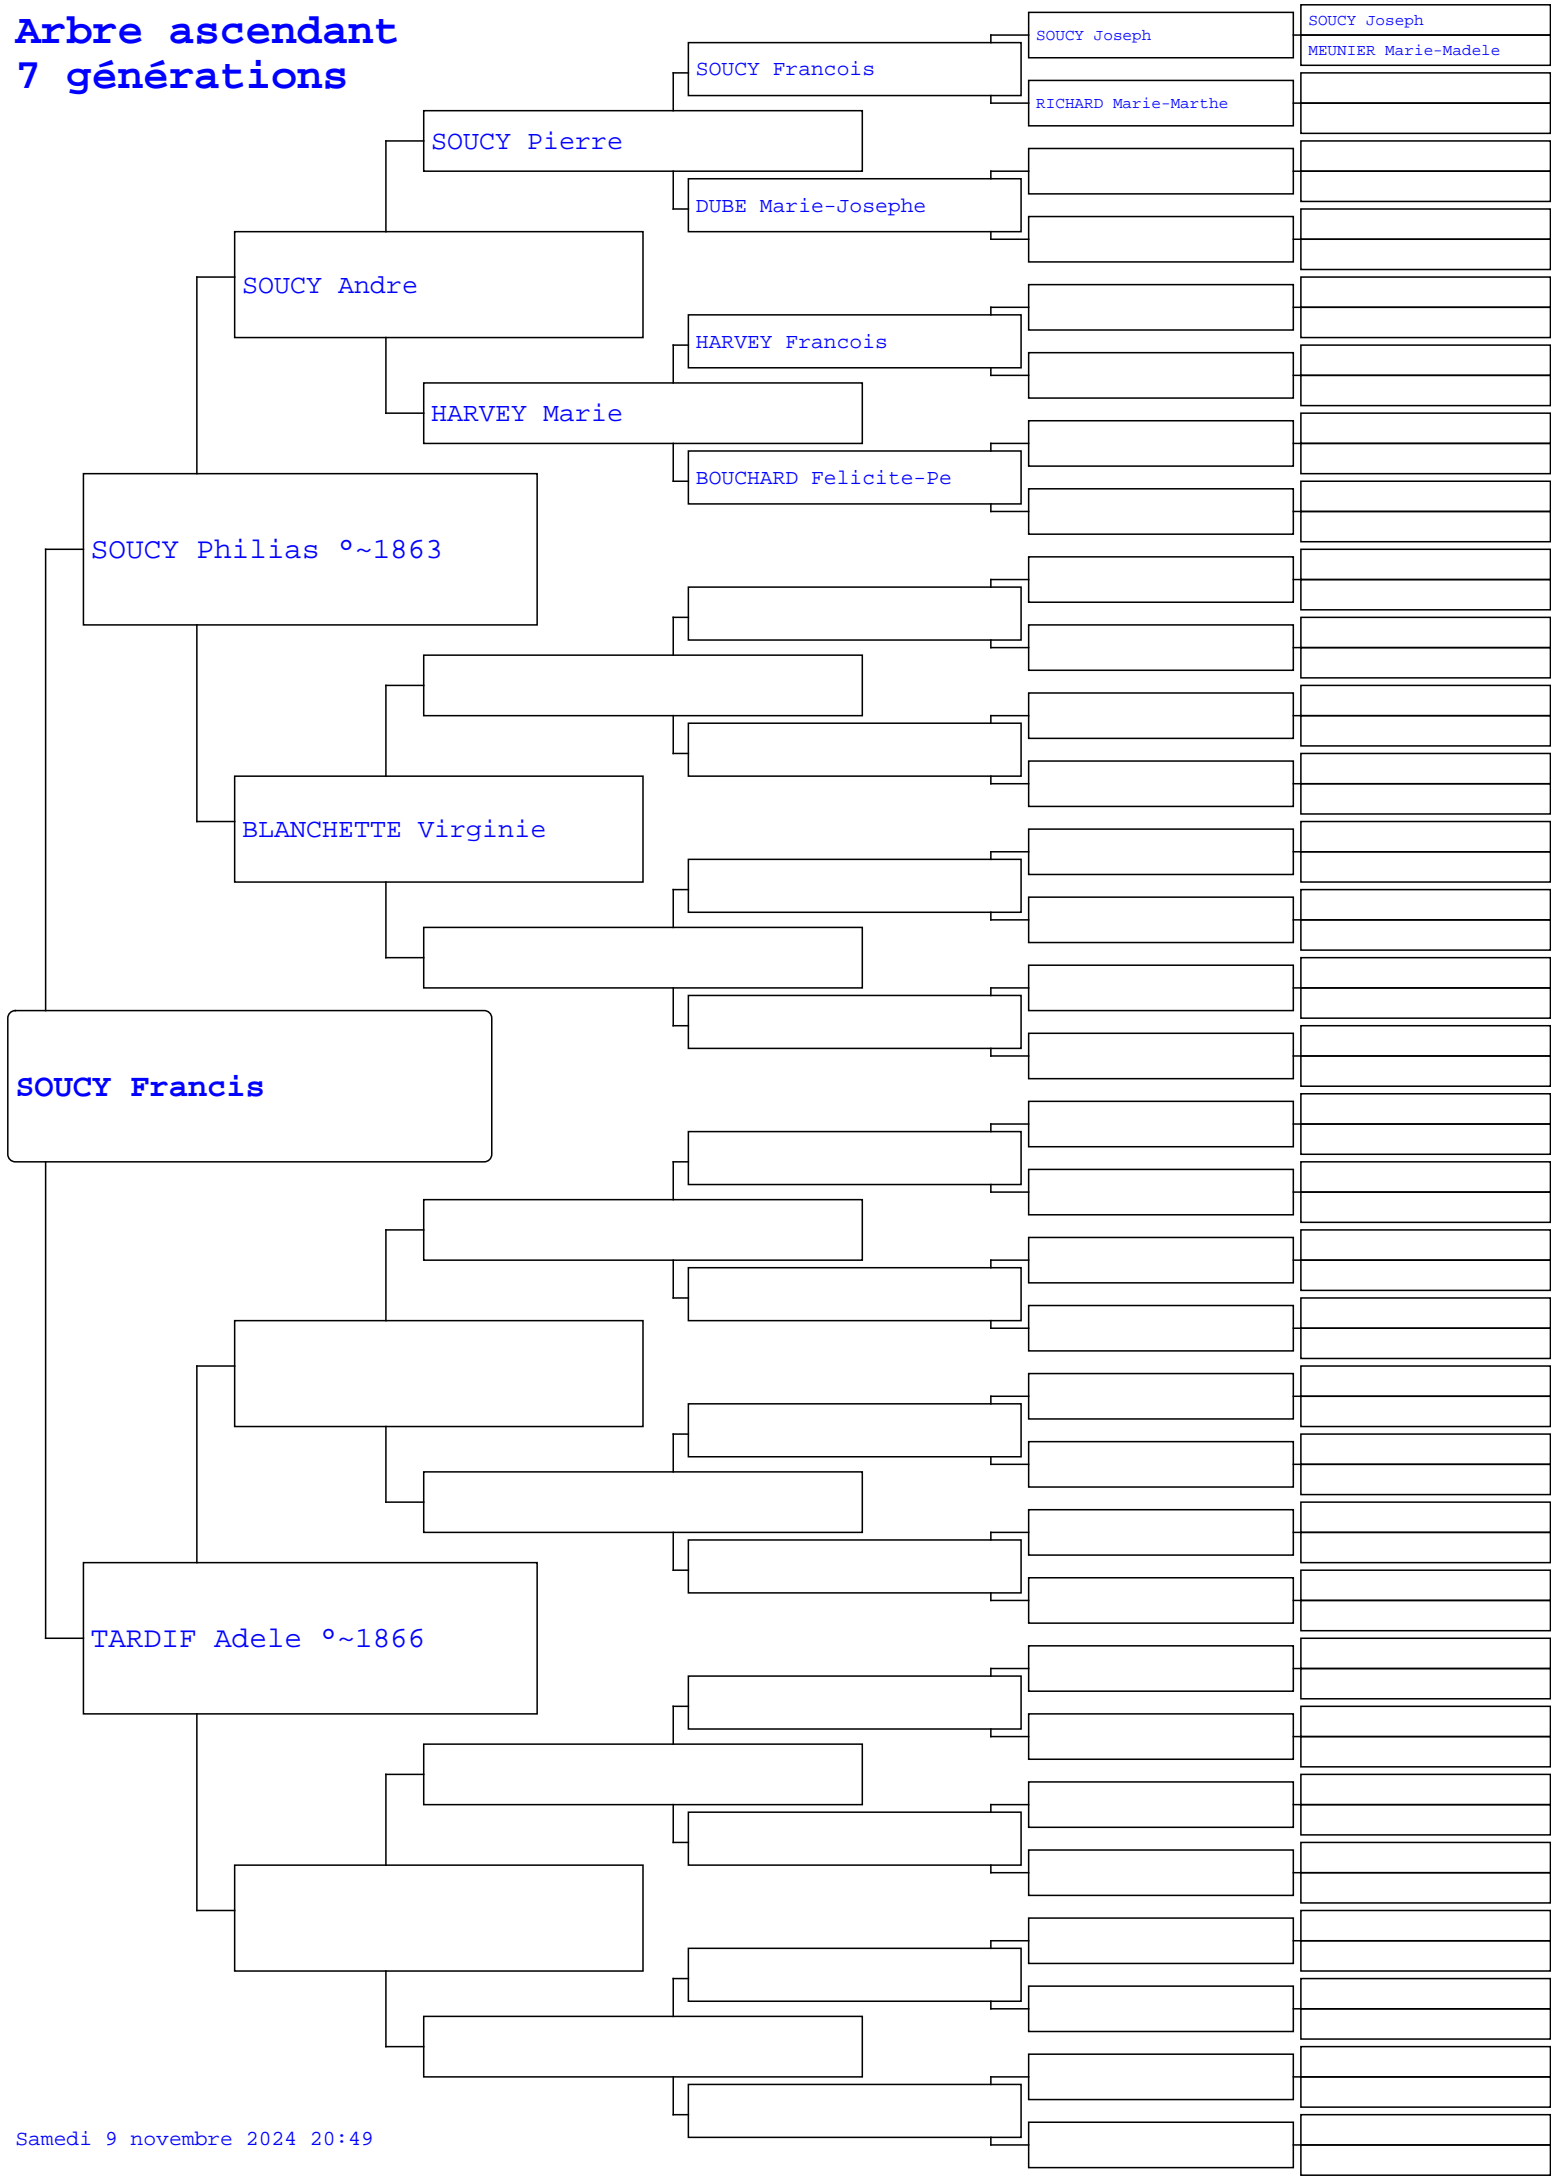 Arbre ascendant
7 générations
SOUCY Joseph
MEUNIER Marie-Madele
SOUCY Joseph
SOUCY Francois
RICHARD Marie-Marthe
SOUCY Pierre
DUBE Marie-Josephe
SOUCY Andre
HARVEY Francois
HARVEY Marie
BOUCHARD Felicite-Pe
SOUCY Philias °~1863
BLANCHETTE Virginie
SOUCY Francis
TARDIF Adele °~1866
Samedi 9 novembre 2024 20:49